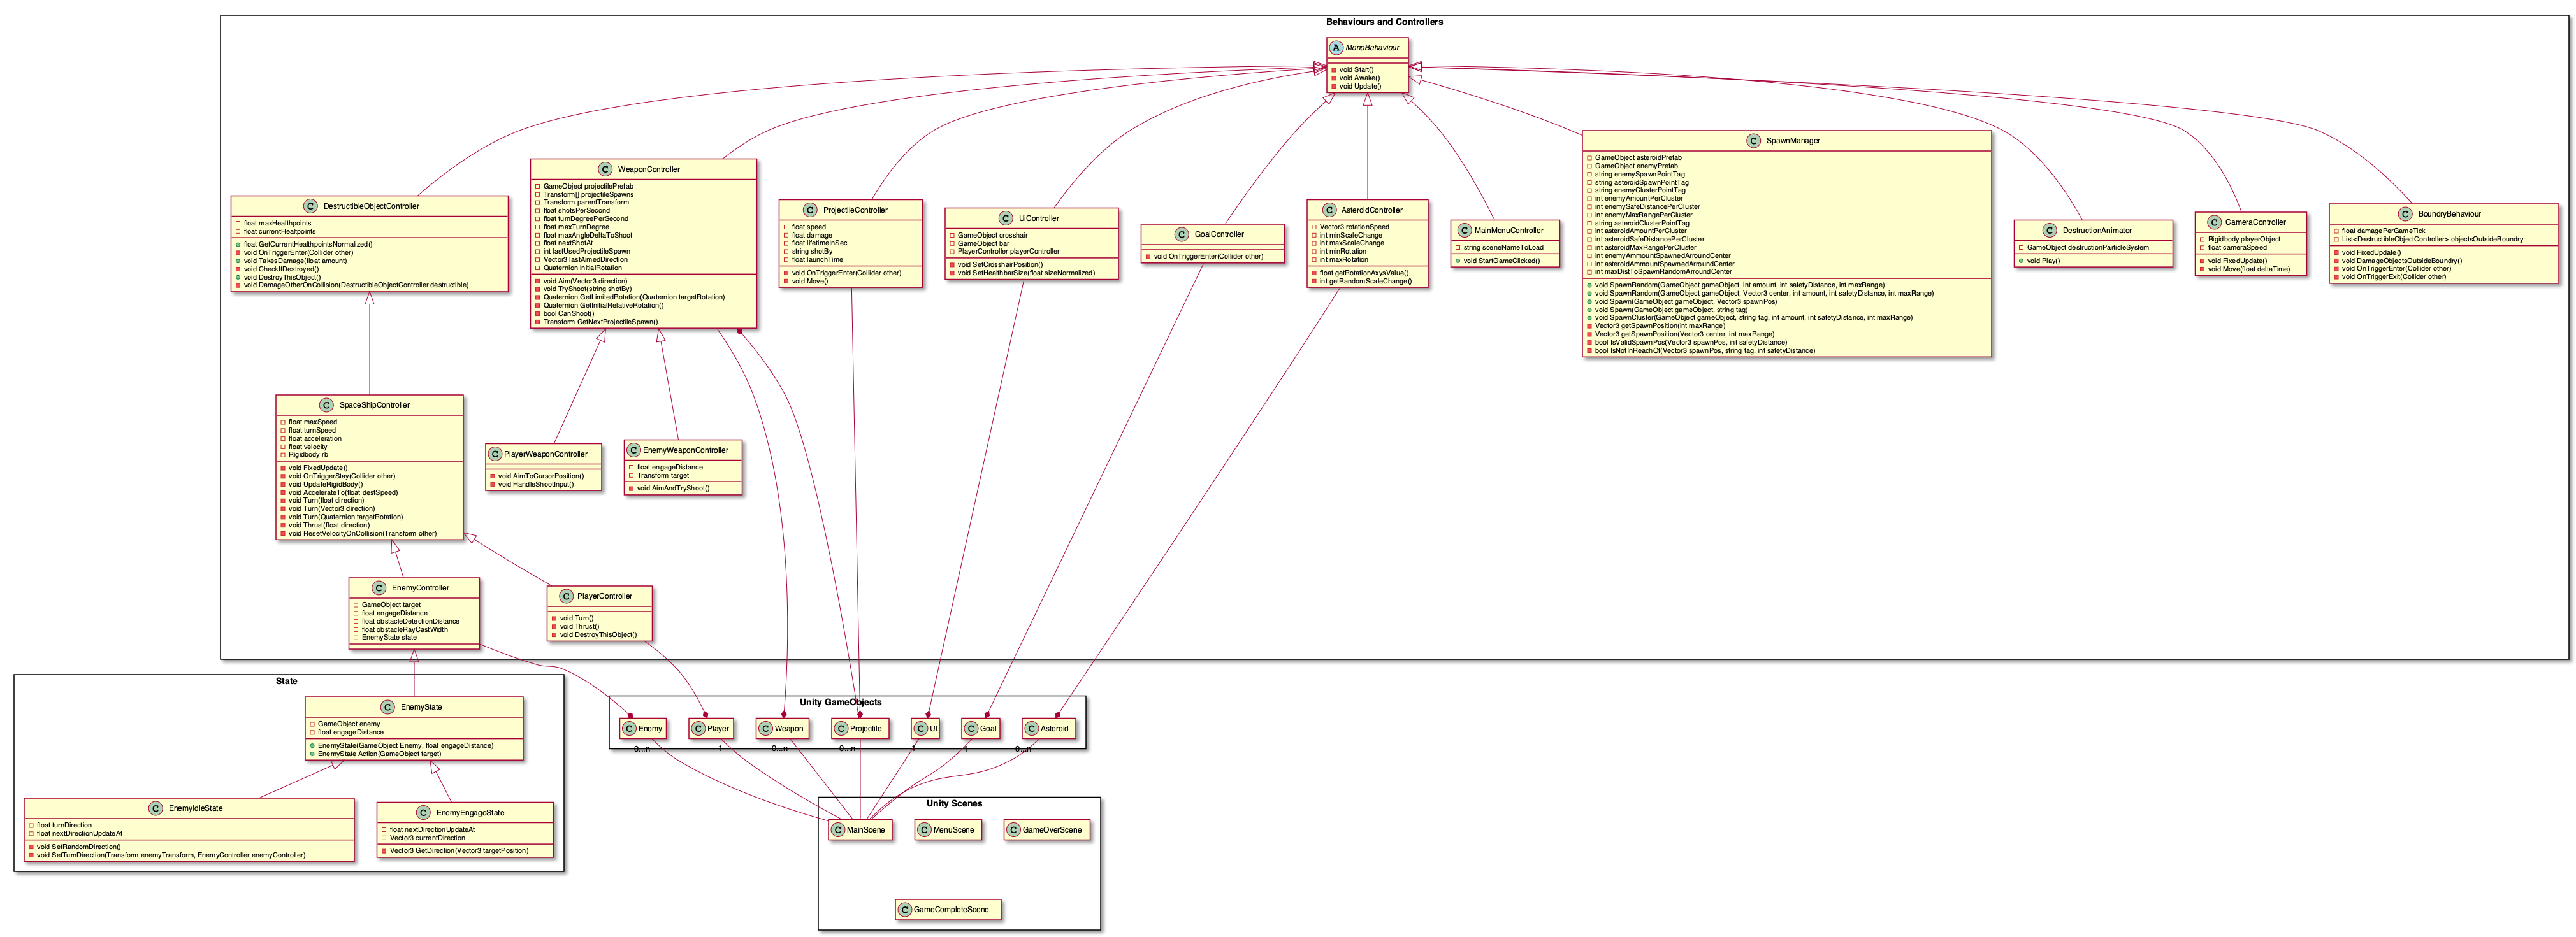 Behaviours and Controllers
A MonoBehaviour
void Start()
void Awake()
void Update()
C DestructibleObjectController
float maxHealthpoints
float currentHealtpoints
float GetCurrentHealthpointsNormalized()
void OnTriggerEnter(Collider other)
void TakesDamage(float amount)
void CheckIfDestroyed()
void DestroyThisObject()
void DamageOtherOnCollision(DestructibleObjectController destructible)
C WeaponController
GameObject projectilePrefab
Transform[] projectileSpawns
Transform parentTransform
float shotsPerSecond
float turnDegreePerSecond
float maxTurnDegree
float maxAngleDeltaToShoot
float nextShotAt
int lastUsedProjectileSpawn
Vector3 lastAimedDirection
Quaternion initialRotation
void Aim(Vector3 direction)
void TryShoot(string shotBy)
Quaternion GetLimitedRotation(Quaternion targetRotation)
Quaternion GetInitialRelativeRotation()
bool CanShoot()
Transform GetNextProjectileSpawn()
C ProjectileController
float speed
float damage
float lifetimeInSec
string shotBy
float launchTime
void OnTriggerEnter(Collider other)
void Move()
C UiController
GameObject crosshair
GameObject bar
PlayerController playerController
void SetCrosshairPosition()
void SetHealthbarSize(float sizeNormalized)
C GoalController
void OnTriggerEnter(Collider other)
C AsteroidController
Vector3 rotationSpeed
int minScaleChange
int maxScaleChange
int minRotation
int maxRotation
float getRotationAxysValue()
int getRandomScaleChange()
C MainMenuController
string sceneNameToLoad
void StartGameClicked()
C SpawnManager
GameObject asteroidPrefab
GameObject enemyPrefab
string enemySpawnPointTag
string asteroidSpawnPointTag
string enemyClusterPointTag
int enemyAmountPerCluster
int enemySafeDistancePerCluster
int enemyMaxRangePerCluster
string asteroidClusterPointTag
int asteroidAmountPerCluster
int asteroidSafeDistancePerCluster
int asteroidMaxRangePerCluster
int enemyAmmountSpawnedArroundCenter
int asteroidAmmountSpawnedArroundCenter
int maxDistToSpawnRandomArroundCenter
void SpawnRandom(GameObject gameObject, int amount, int safetyDistance, int maxRange)
void SpawnRandom(GameObject gameObject, Vector3 center, int amount, int safetyDistance, int maxRange)
void Spawn(GameObject gameObject, Vector3 spawnPos)
void Spawn(GameObject gameObject, string tag)
void SpawnCluster(GameObject gameObject, string tag, int amount, int safetyDistance, int maxRange)
Vector3 getSpawnPosition(int maxRange)
Vector3 getSpawnPosition(Vector3 center, int maxRange)
bool IsValidSpawnPos(Vector3 spawnPos, int safetyDistance)
bool IsNotInReachOf(Vector3 spawnPos, string tag, int safetyDistance)
C DestructionAnimator
GameObject destructionParticleSystem
void Play()
C CameraController
Rigidbody playerObject
float cameraSpeed
void FixedUpdate()
void Move(float deltaTime)
C BoundryBehaviour
float damagePerGameTick
List<DestructibleObjectController> objectsOutsideBoundry
void FixedUpdate()
void DamageObjectsOutsideBoundry()
void OnTriggerEnter(Collider other)
void OnTriggerExit(Collider other)
C SpaceShipController
float maxSpeed
float turnSpeed
float acceleration
float velocity
Rigidbody rb
void FixedUpdate()
void OnTriggerStay(Collider other)
void UpdateRigidBody()
void AccelerateTo(float destSpeed)
void Turn(float direction)
void Turn(Vector3 direction)
void Turn(Quaternion targetRotation)
void Thrust(float direction)
void ResetVelocityOnCollision(Transform other)
C PlayerWeaponController
void AimToCursorPosition()
void HandleShootInput()
C EnemyWeaponController
float engageDistance
Transform target
void AimAndTryShoot()
C EnemyController
GameObject target
float engageDistance
float obstacleDetectionDistance
float obstacleRayCastWidth
EnemyState state
C PlayerController
void Turn()
void Thrust()
void DestroyThisObject()
State
C EnemyState
GameObject enemy
float engageDistance
EnemyState(GameObject Enemy, float engageDistance)
EnemyState Action(GameObject target)
C EnemyIdleState
float turnDirection
float nextDirectionUpdateAt
void SetRandomDirection()
void SetTurnDirection(Transform enemyTransform, EnemyController enemyController)
C EnemyEngageState
float nextDirectionUpdateAt
Vector3 currentDirection
Vector3 GetDirection(Vector3 targetPosition)
Unity GameObjects
C Enemy
C Player
C Weapon
C Projectile
C UI
C Goal
C Asteroid
0...n
1
0...n
0...n
1
1
0...n
Unity Scenes
C MainScene
C MenuScene
C GameOverScene
C GameCompleteScene